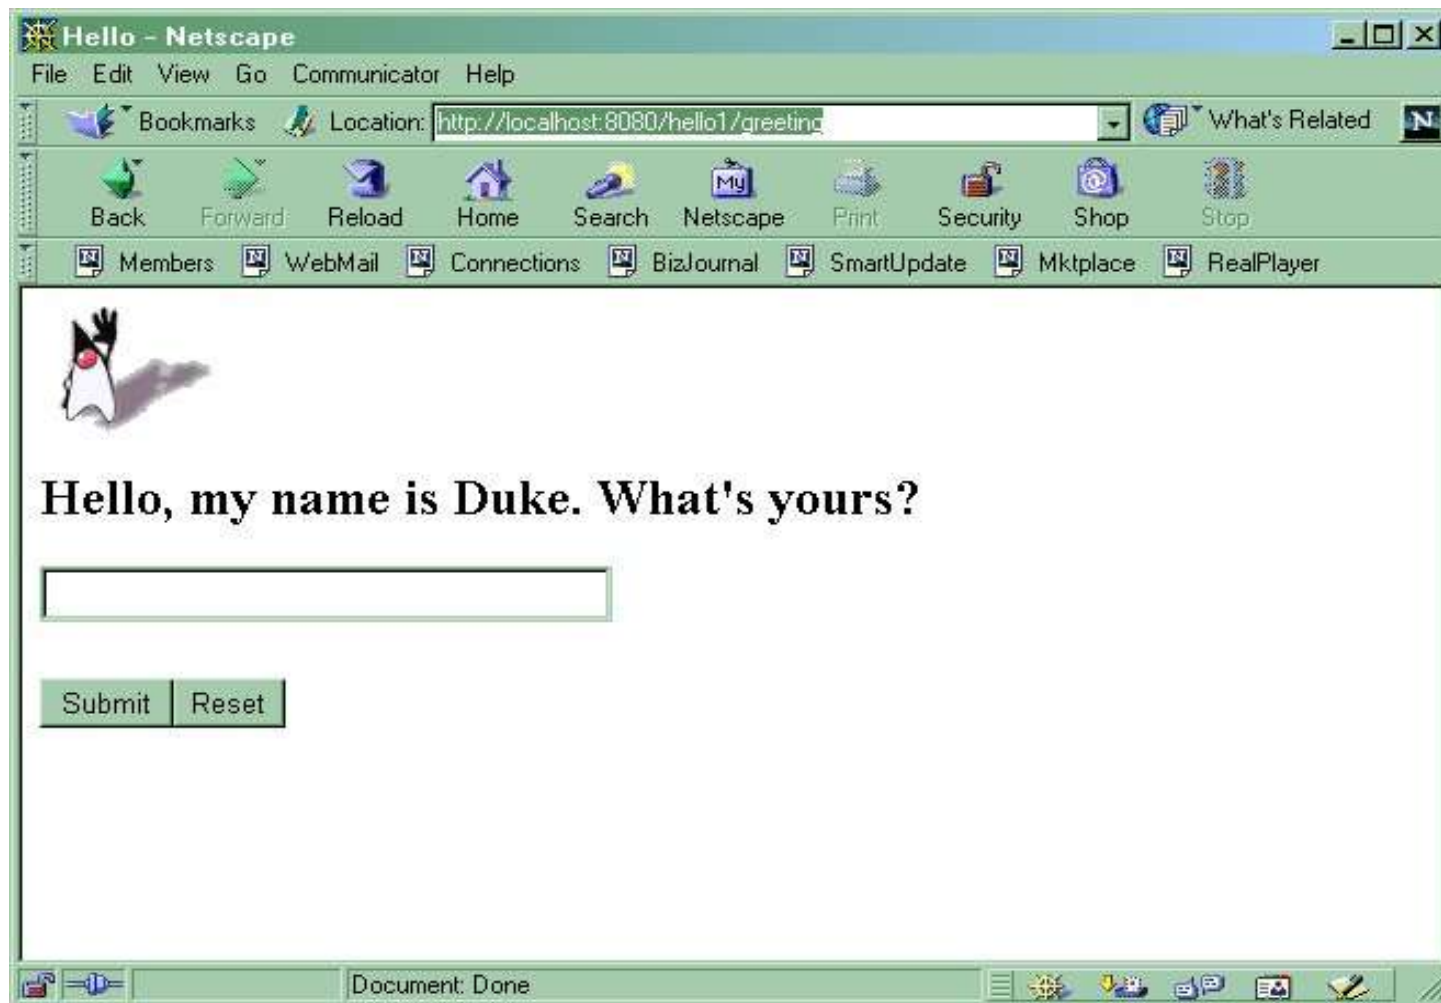 Hello - Netscape
File Edit View Go Communicator Help
Bookmarks Location: http://localhost:8080/hello1/greeting What's Related N
My
Back Forward Reload Home Search Netscape Print Security Shop Stop
Members WebMail Connections BizJournal SmartUpdate Mktplace RealPlayer
Hello, my name is Duke. What's yours?
Submit Reset
Document: Done